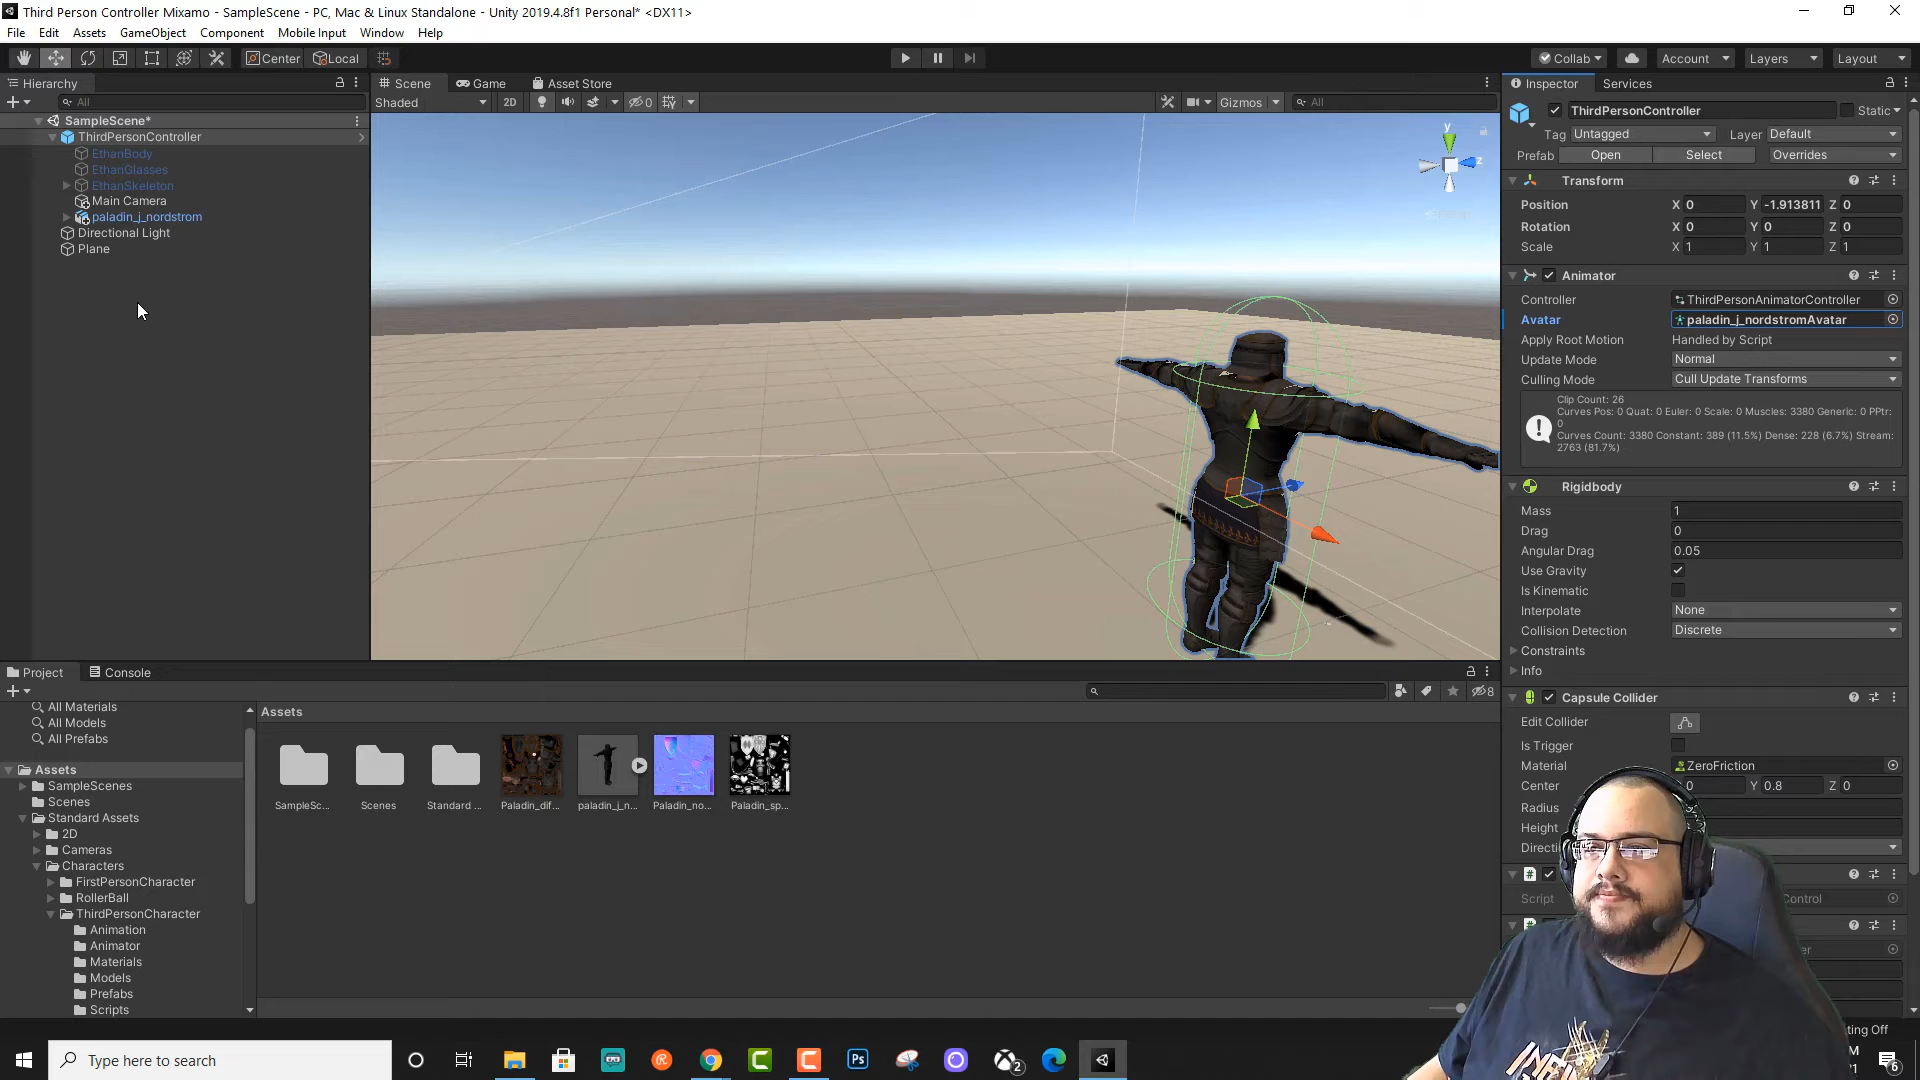 Third Person Controller Mixamo - SampleScene - PC, Mac & Linux Standalone - Unity 2019.4.8f1 Personal* <DX11>
File Edit Assets GameObject Component Mobile Input Window Help
Center Local
Collab Account Layers Layout
Hierarchy
All
SampleScene*
ThirdPersonController
EthanBody
EthanGlasses
EthanSkeleton
Main Camera
paladin_j_nordstrom
Directional Light
Plane
Scene Game Asset Store
Shaded 2D 0 Gizmos All
y
z
Inspector Services
ThirdPersonController Static
Tag Untagged Layer Default
Prefab Open Select Overrides
Transform
Position X 0 Y -1.913811 Z 0
Rotation X 0 Y 0 Z 0
Scale X 1 Y 1 Z 1
Animator
Controller ThirdPersonAnimatorController
Avatar paladin_j_nordstromAvatar
Apply Root Motion Handled by Script
Update Mode Normal
Culling Mode Cull Update Transforms
Clip Count: 26
Curves Pos: 0 Quat: 0 Euler: 0 Scale: 0 Muscles: 3380 Generic: 0 PPtr:
0
Curves Count: 3380 Constant: 389 (11.5%) Dense: 228 (6.7%) Stream:
2763 (81.7%)
Rigidbody
Mass 1
Drag 0
Angular Drag 0.05
Use Gravity
Is Kinematic
Interpolate None
Collision Detection Discrete
Constraints
Info
Capsule Collider
Edit Collider
Is Trigger
Material ZeroFriction
Center 0 Y 0.8 Z 0
Radius
Height
Directi
Script Control
Project Console
8
All Materials
All Models
All Prefabs
Assets
SampleScenes
Scenes
Standard Assets
2D
Cameras
Characters
FirstPersonCharacter
RollerBall
ThirdPersonCharacter
Animation
Animator
Materials
Models
Prefabs
Scripts
Assets
SampleSc... Scenes Standard ... Paladin_dif... paladin_j_n... Paladin_no... Paladin_sp...
ting Off
Type here to search
Ps
2
6